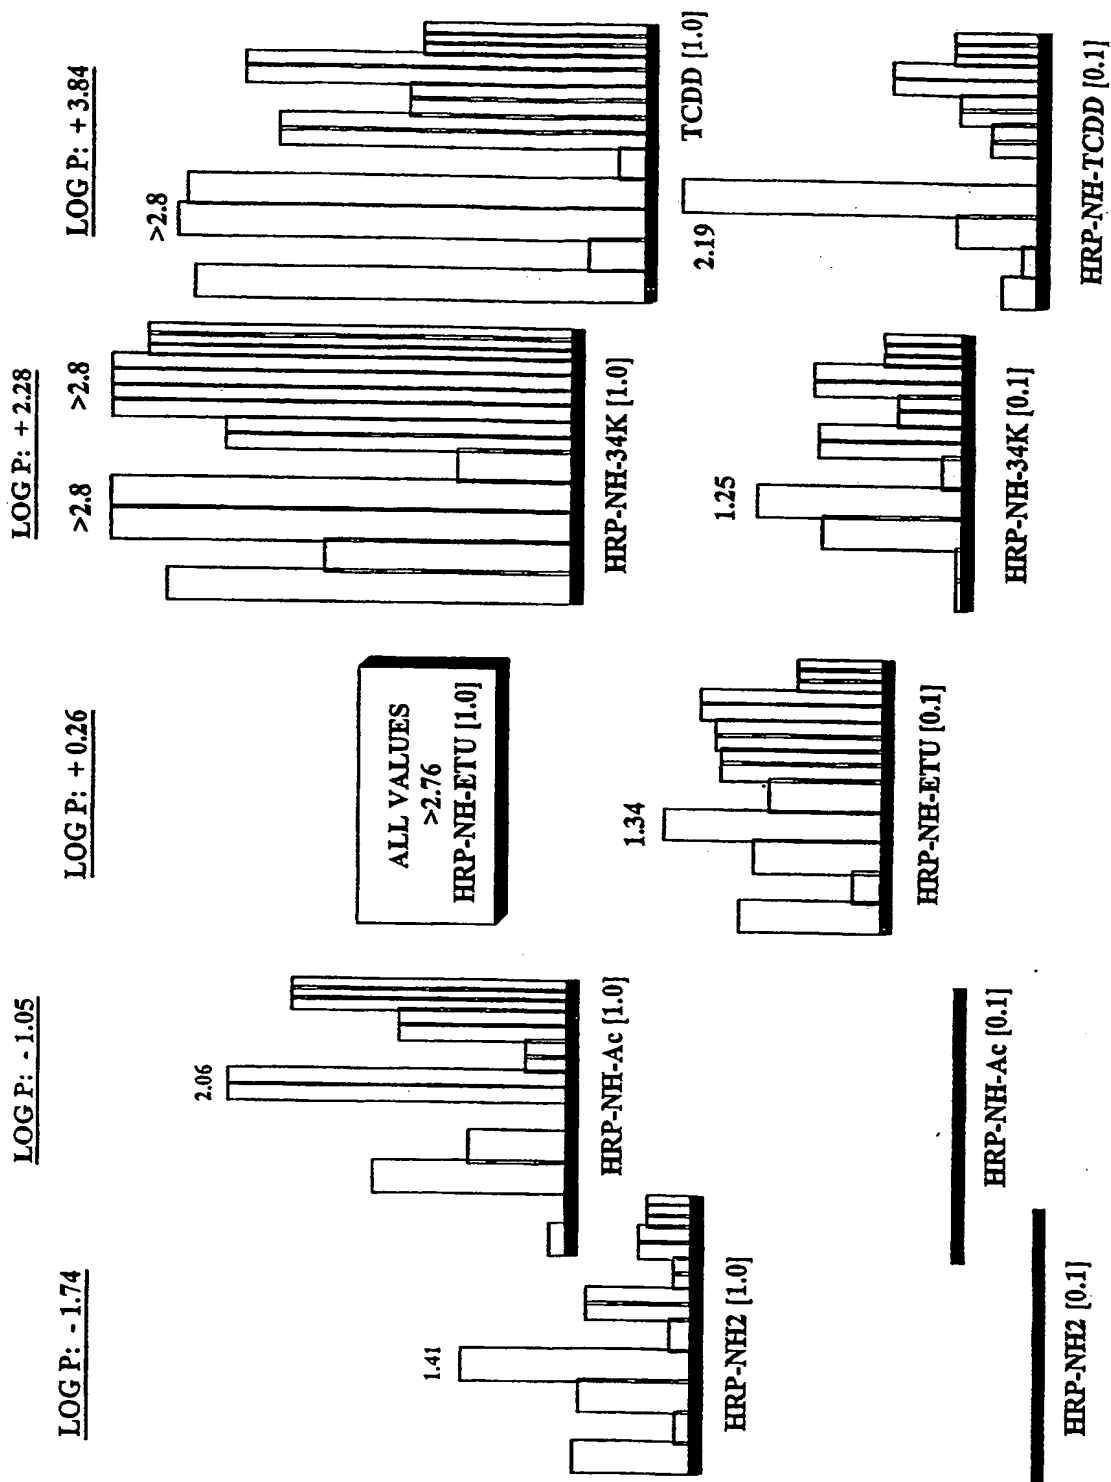 LOG P: - 1.74
LOG P: - 1.05
LOG P: + 0.26
LOG P: + 2.28
LOG P: + 3.84
1.41
HRP-NH2 [1.0]
2.06
HRP-NH-Ac [1.0]
ALL VALUES
>2.76
HRP-NH-ETU [1.0]
>2.8
>2.8
HRP-NH-34K [1.0]
>2.8
TCDD [1.0]
HRP-NH2 [0.1]
HRP-NH-Ac [0.1]
1.34
HRP-NH-ETU [0.1]
1.25
HRP-NH-34K [0.1]
2.19
HRP-NH-TCDD [0.1]